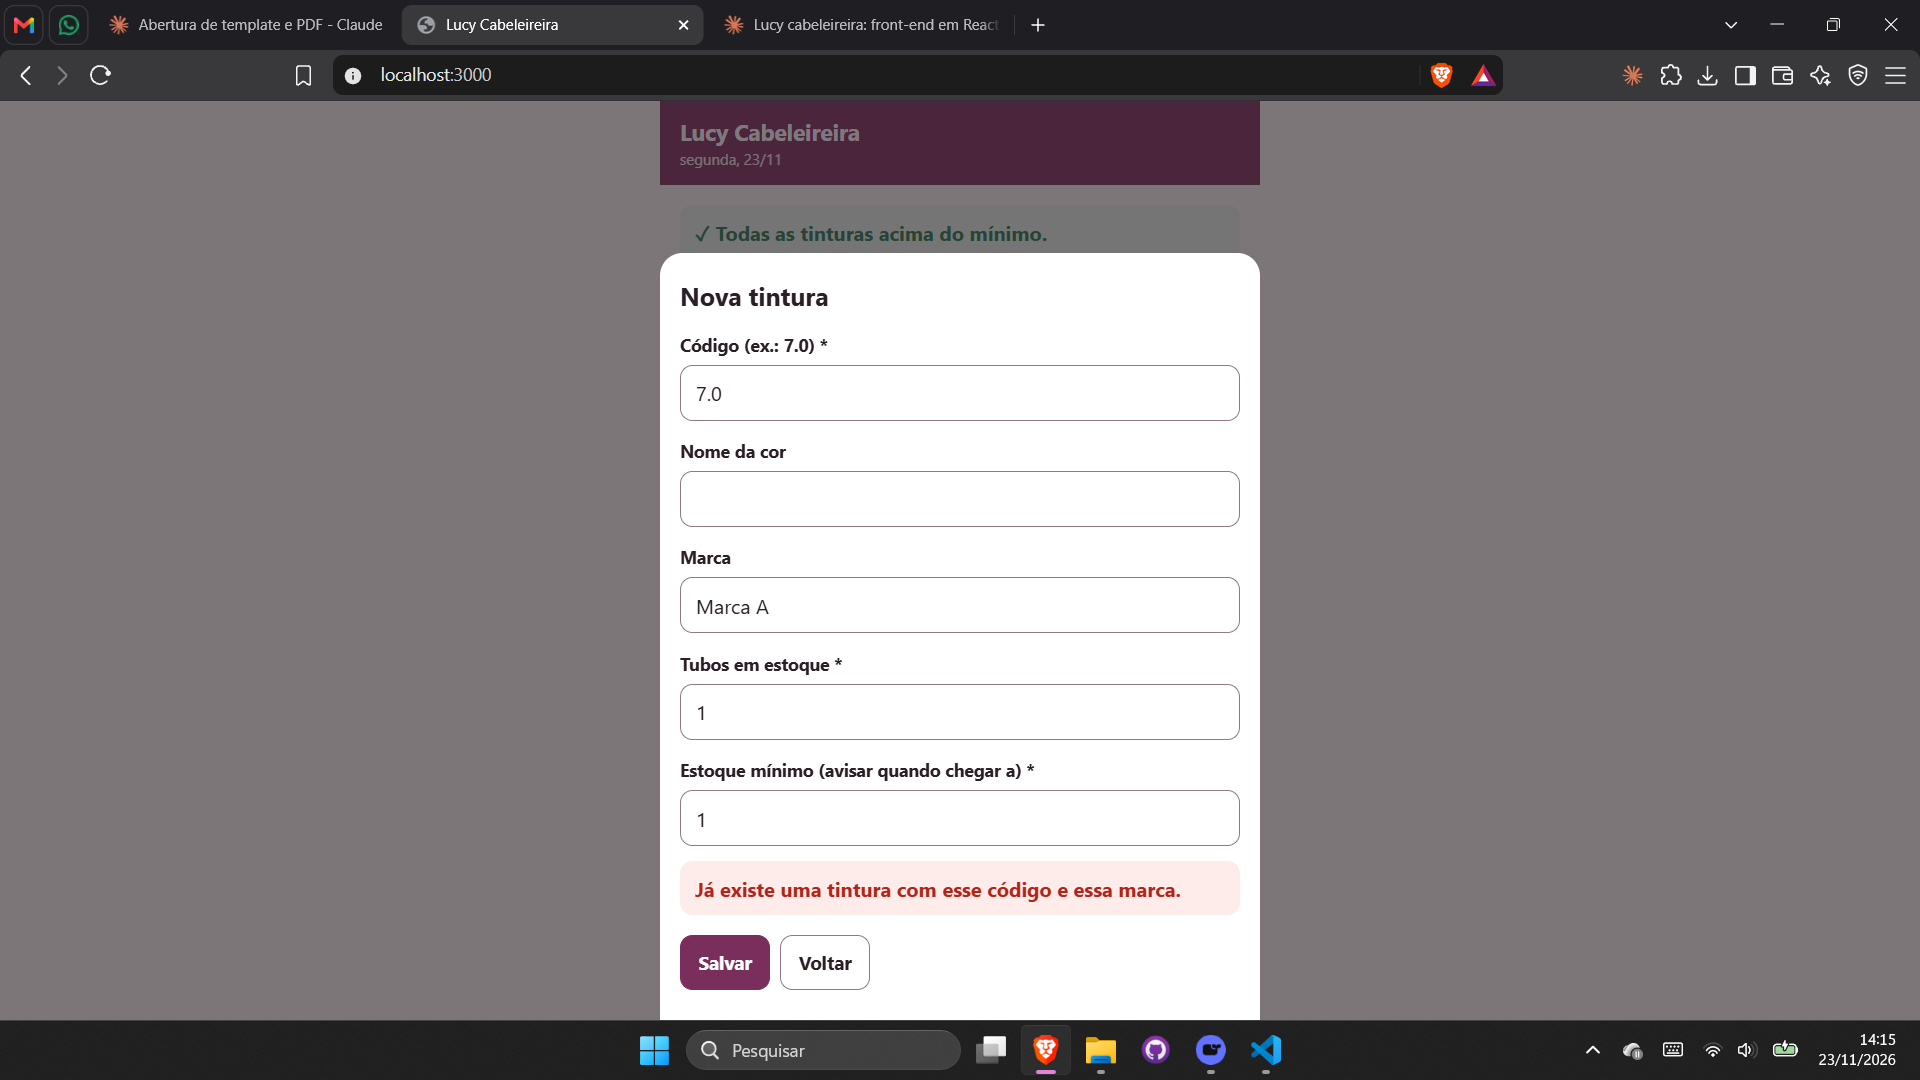 Abertura de template e PDF - Claude
Lucy Cabeleireira
Lucy cabeleireira: front-end em React
localhost:3000
Lucy Cabeleireira
segunda, 23/11
✓ Todas as tinturas acima do mínimo.
Nova tintura
Código (ex.: 7.0) *
7.0
Nome da cor
Marca
Marca A
Tubos em estoque *
1
Estoque mínimo (avisar quando chegar a) *
1
Já existe uma tintura com esse código e essa marca.
Salvar
Voltar
Pesquisar
14:15
23/11/2026